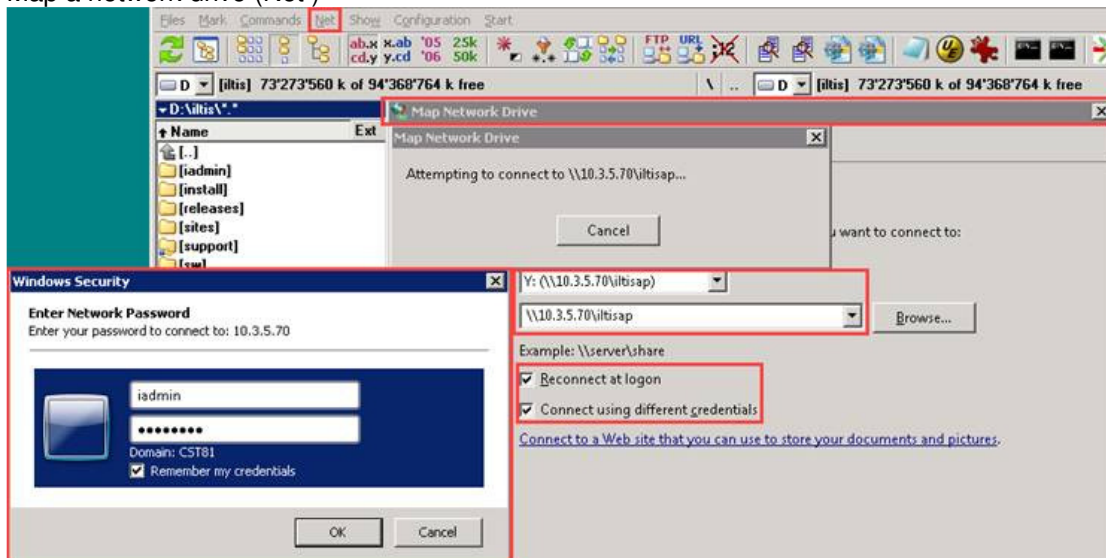 Map a network drive (Net )
Files Mark Commands Net Show Configuration Start
ab.x x.ab '05 25k FTP URL
cd.y y.cd '06 50k
D [iltis] 73'273'560 k of 94'368'764 k free \ .. D [iltis] 73'273'560 k of 94'368'764 k free
D:\iltis\*.* Map Network Drive
Name Ext Map Network Drive
[..]
[iadmin] Attempting to connect to \\10.3.5.70\iltisap...
[install]
[releases]
[sites] Cancel want to connect to:
[support]
[sw]
Windows Security Y: (\\10.3.5.70\iltisap)
Enter Network Password
Enter your password to connect to: 10.3.5.70 \\10.3.5.70\iltisap Browse...
Example: \\server\share
iadmin Reconnect at logon
Connect using different credentials
Domain: CST81 Connect to a Web site that you can use to store your documents and pictures.
Remember my credentials
OK Cancel